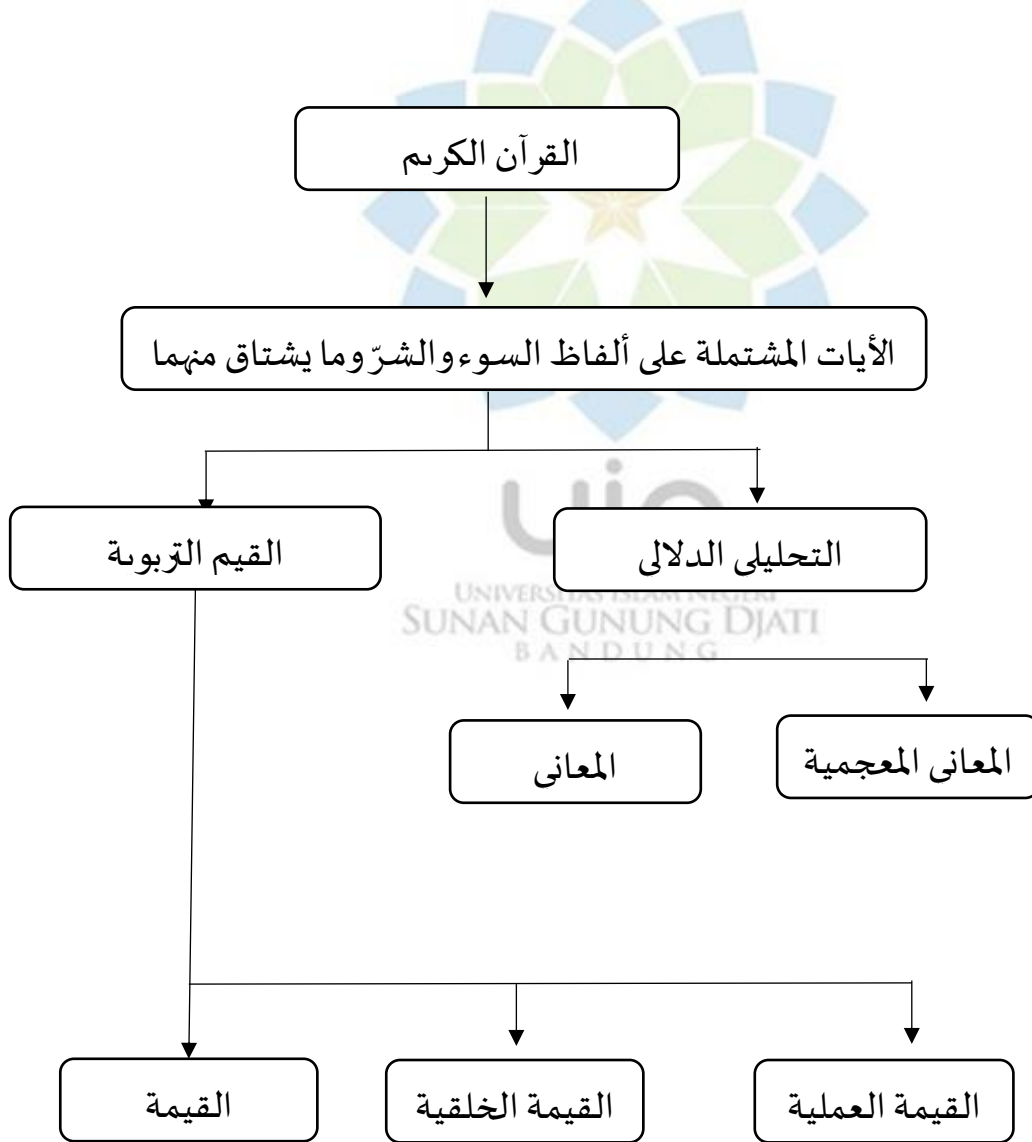 القرآن الكريم
الأيات المشتملة على ألفاظ السوء والشرّ وما يشتاق منهما
التحليلى الدلالى
القيم التربوية
uin
UNIVERSITAS ISLAM NEGERI
SUNAN GUNUNG DJATI
BANDUNG
المعانى المعجمية
المعانى
القيمة العملية
القيمة الخلقية
القيمة